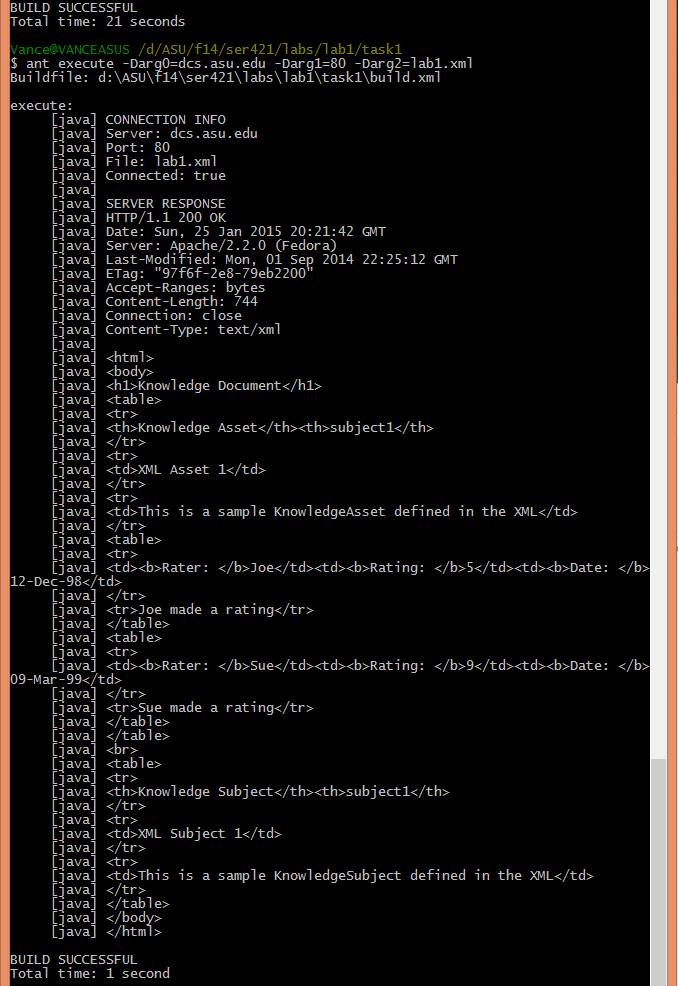 BUILD SUCCESSFUL
Total time: 21 seconds
Vance@VANCEASUS /d/ASU/f14/ser421/labs/lab1/task1
$ ant execute -Darg0=dcs.asu.edu -Darg1=80 -Darg2=lab1.xml
Buildfile: d:\ASU\f14\ser421\labs\lab1\task1\build.xml
execute:
[java] CONNECTION INFO
[java] Server: dcs.asu.edu
[java] Port: 80
[java] File: lab1.xml
[java] Connected: true
[java]
[java] SERVER RESPONSE
[java] HTTP/1.1 200 OK
[java] Date: Sun, 25 Jan 2015 20:21:42 GMT
[java] Server: Apache/2.2.0 (Fedora)
[java] Last-Modified: Mon, 01 Sep 2014 22:25:12 GMT
[java] ETag: "97f6f-2e8-79eb2200"
[java] Accept-Ranges: bytes
[java] Content-Length: 744
[java] Connection: close
[java] Content-Type: text/xml
[java]
[java] <html>
[java] <body>
[java] <h1>Knowledge Document</h1>
[java] <table>
[java] <tr>
[java] <th>Knowledge Asset</th><th>subject1</th>
[java] </tr>
[java] <tr>
[java] <td>XML Asset 1</td>
[java] </tr>
[java] <tr>
[java] <td>This is a sample KnowledgeAsset defined in the XML</td>
[java] </tr>
[java] <table>
[java] <tr>
[java] <td><b>Rater: </b>Joe</td><td><b>Rating: </b>5</td><td><b>Date: </b>
12-Dec-98</td>
[java] </tr>
[java] <tr>Joe made a rating</tr>
[java] </table>
[java] <table>
[java] <tr>
[java] <td><b>Rater: </b>Sue</td><td><b>Rating: </b>9</td><td><b>Date: </b>
09-Mar-99</td>
[java] </tr>
[java] <tr>Sue made a rating</tr>
[java] </table>
[java] </table>
[java] <br>
[java] <table>
[java] <tr>
[java] <th>Knowledge Subject</th><th>subject1</th>
[java] </tr>
[java] <tr>
[java] <td>XML Subject 1</td>
[java] </tr>
[java] <tr>
[java] <td>This is a sample KnowledgeSubject defined in the XML</td>
[java] </tr>
[java] </table>
[java] </body>
[java] </html>
BUILD SUCCESSFUL
Total time: 1 second